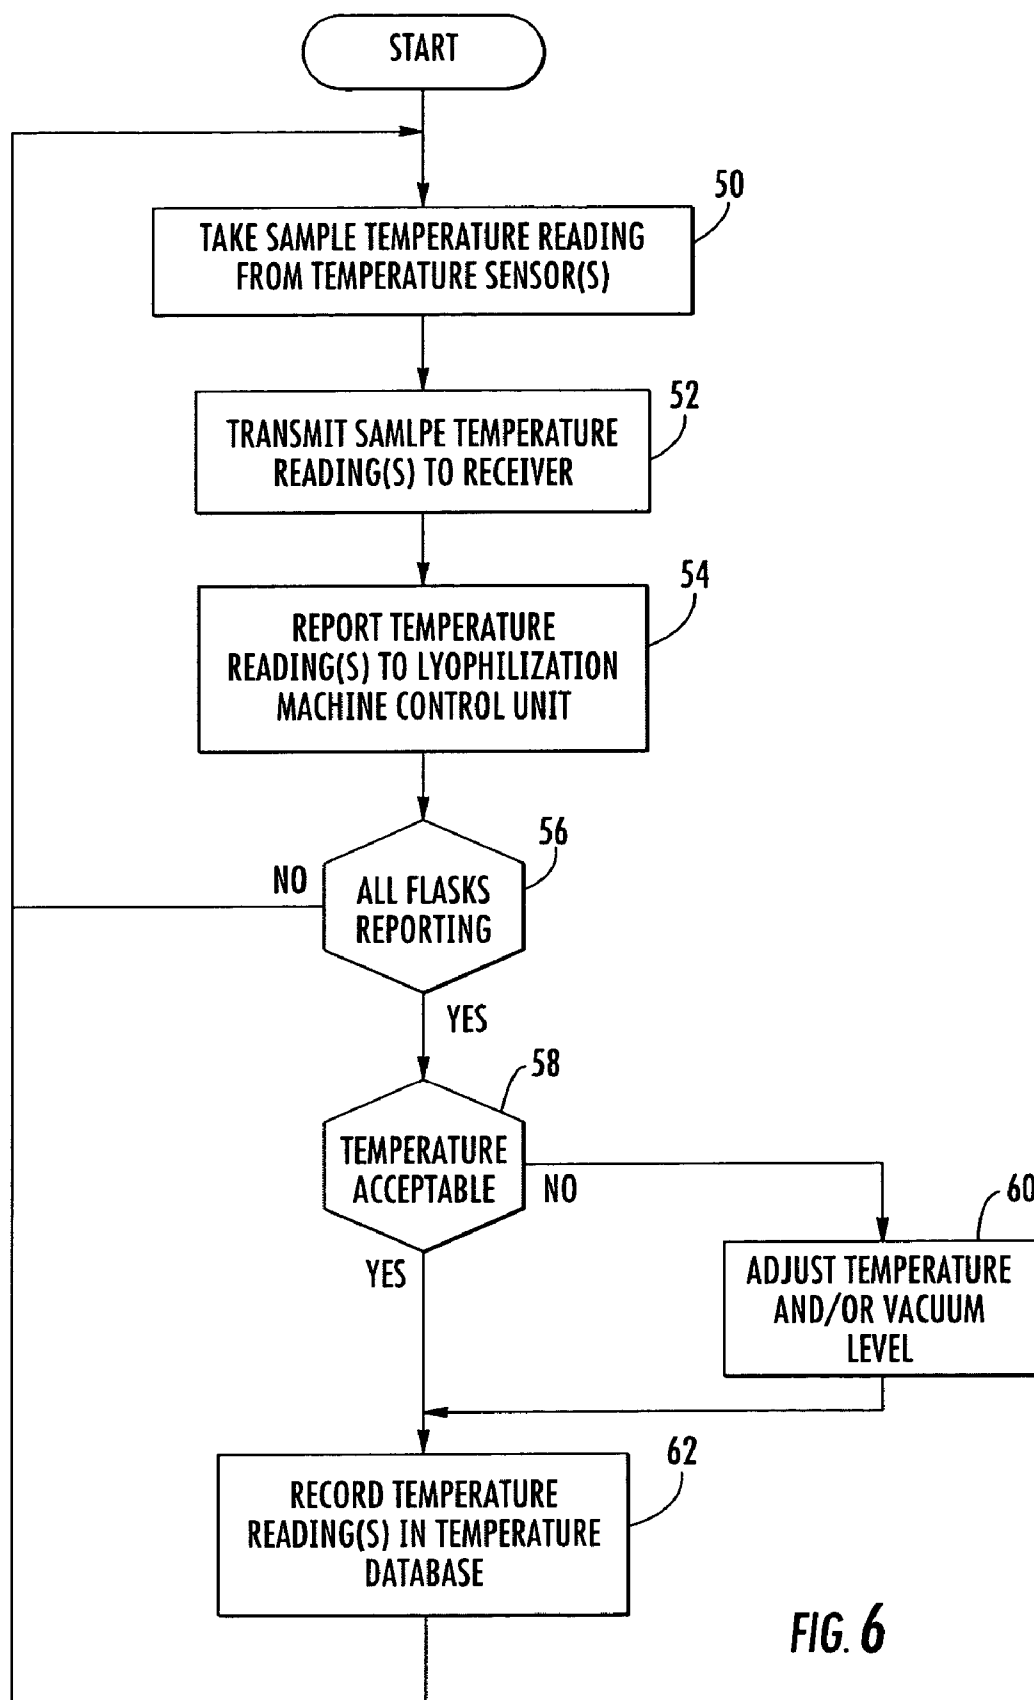 START
50
TAKE SAMPLE TEMPERATURE READING
FROM TEMPERATURE SENSOR(S)
52
TRANSMIT SAMLPE TEMPERATURE
READING(S) TO RECEIVER
54
REPORT TEMPERATURE
READING(S) TO LYOPHILIZATION
MACHINE CONTROL UNIT
56
NO
ALL FLASKS
REPORTING
YES
58
TEMPERATURE
ACCEPTABLE
NO
YES
60
ADJUST TEMPERATURE
AND/OR VACUUM
LEVEL
62
RECORD TEMPERATURE
READING(S) IN TEMPERATURE
DATABASE
FIG. 6